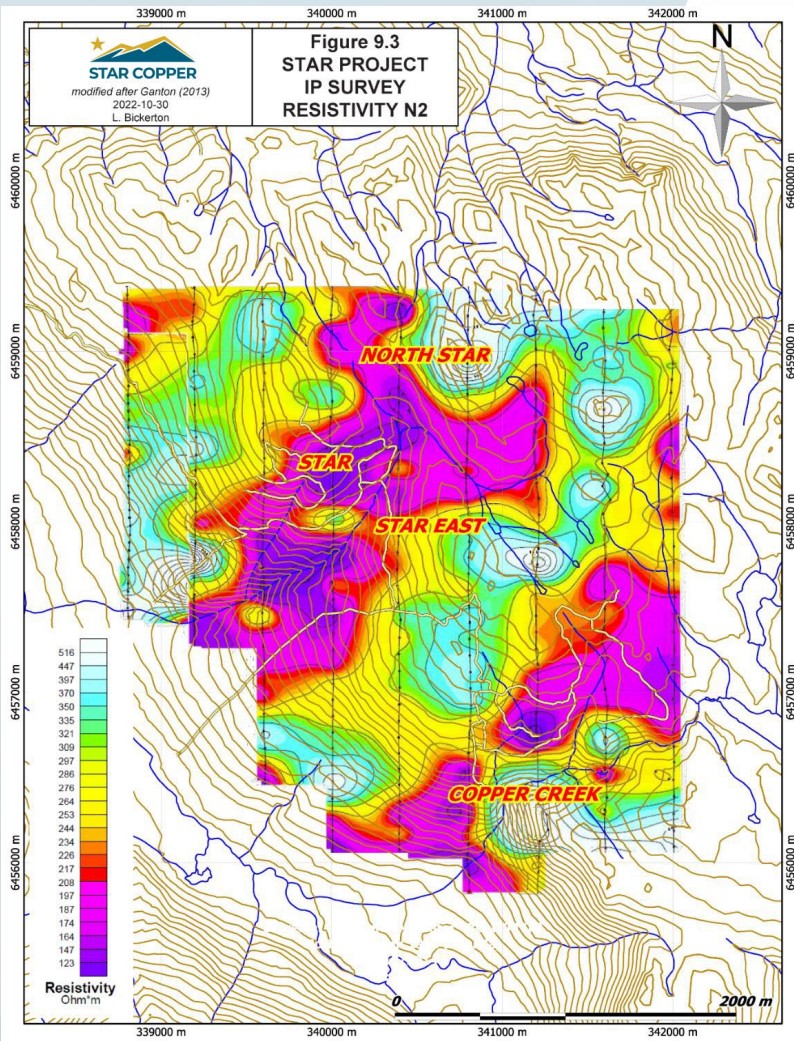 339000 m
340000 m
341000 m
342000 m
STAR COPPER
modified after Ganton (2013)
2022-10-30
L. Bickerton
Figure 9.3
STAR PROJECT
IP SURVEY
RESISTIVITY N2
N
6460000 m
6460000 m
6459000 m
6459000 m
NORTH STAR
STAR
STAR EAST
6458000 m
6458000 m
6457000 m
6457000 m
COPPER CREEK
6456000 m
6456000 m
516
447
397
370
350
335
321
309
297
286
276
264
253
244
234
226
217
208
197
187
174
164
147
123
Resistivity
Ohm*m
0
2000 m
339000 m
340000 m
341000 m
342000 m